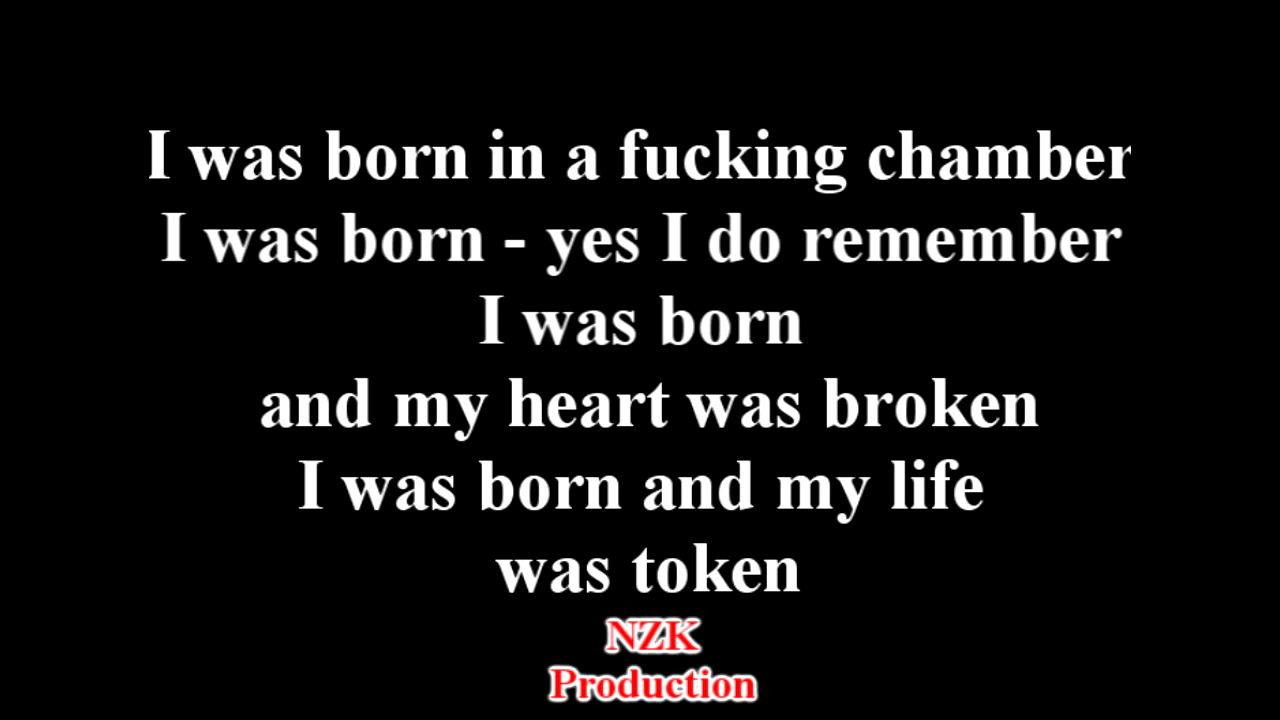 I was born in a fucking chamber
I was born - yes I do remember
I was born
and my heart was broken
I was born and my life
was token
NZK
Production